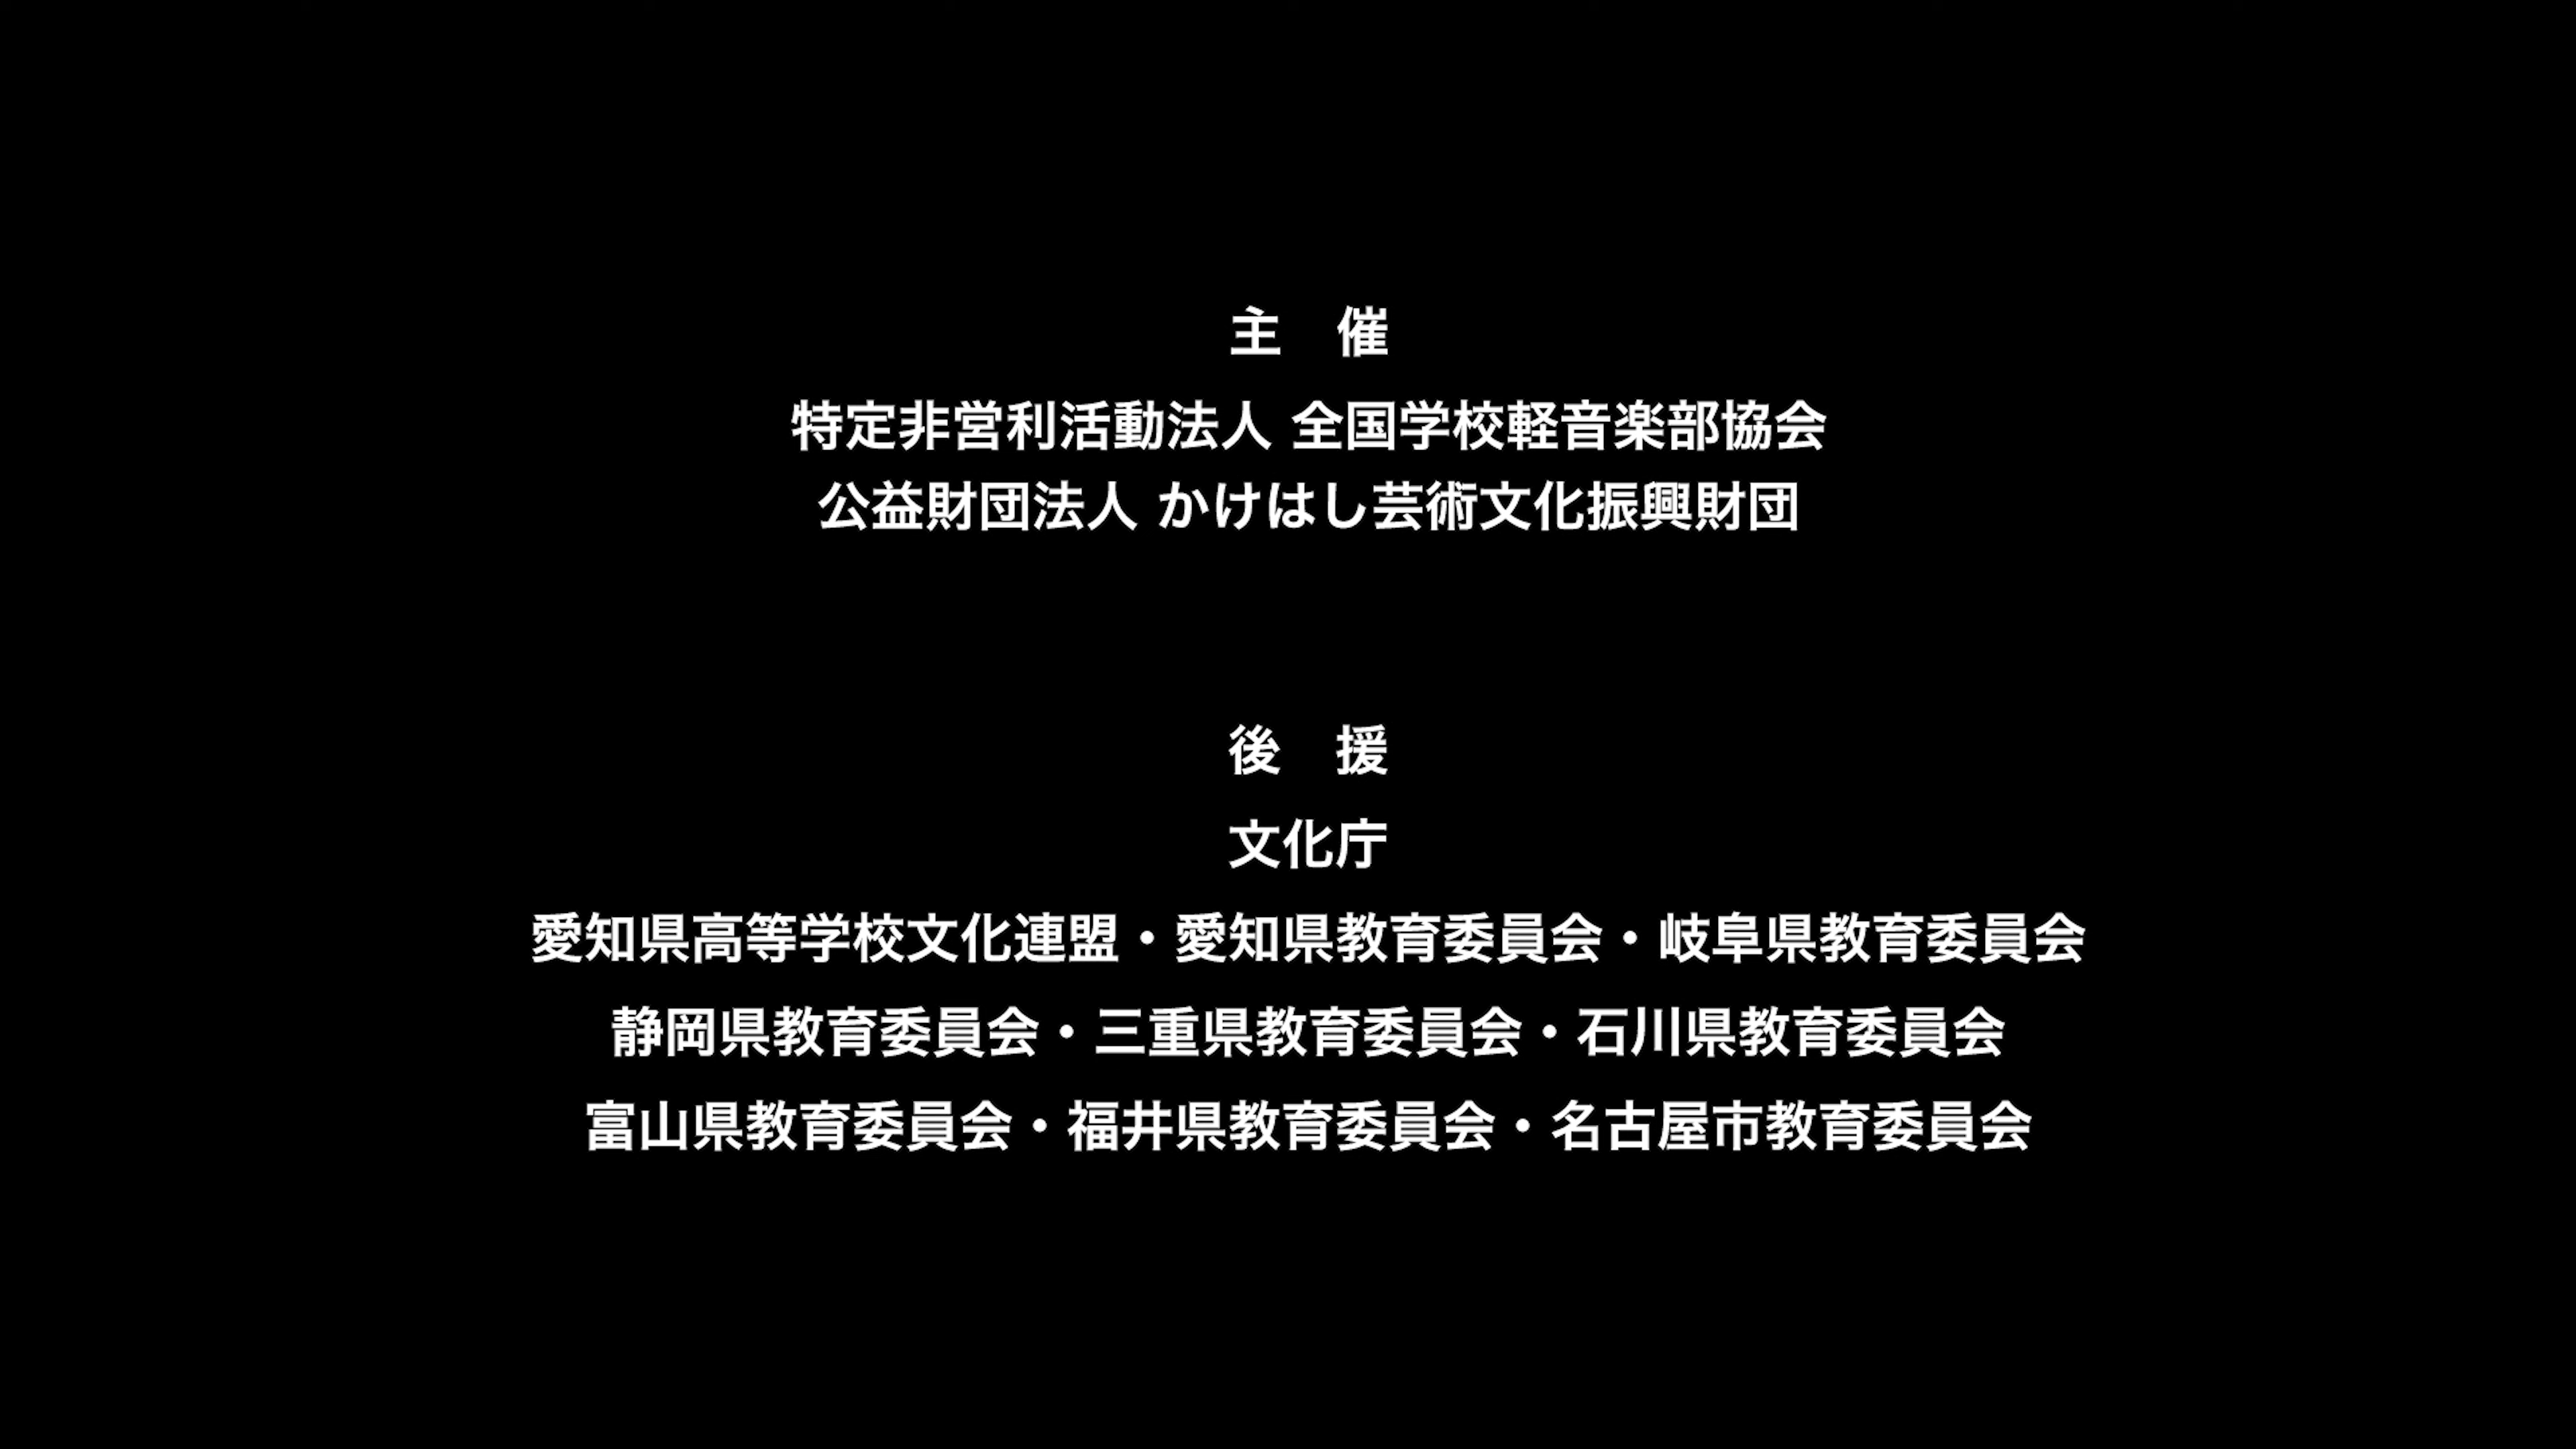 主　催
特定非営利活動法人 全国学校軽音楽部協会
公益財団法人 かけはし芸術文化振興財団
後　援
文化庁
愛知県高等学校文化連盟・愛知県教育委員会・岐阜県教育委員会
静岡県教育委員会・三重県教育委員会・石川県教育委員会
富山県教育委員会・福井県教育委員会・名古屋市教育委員会